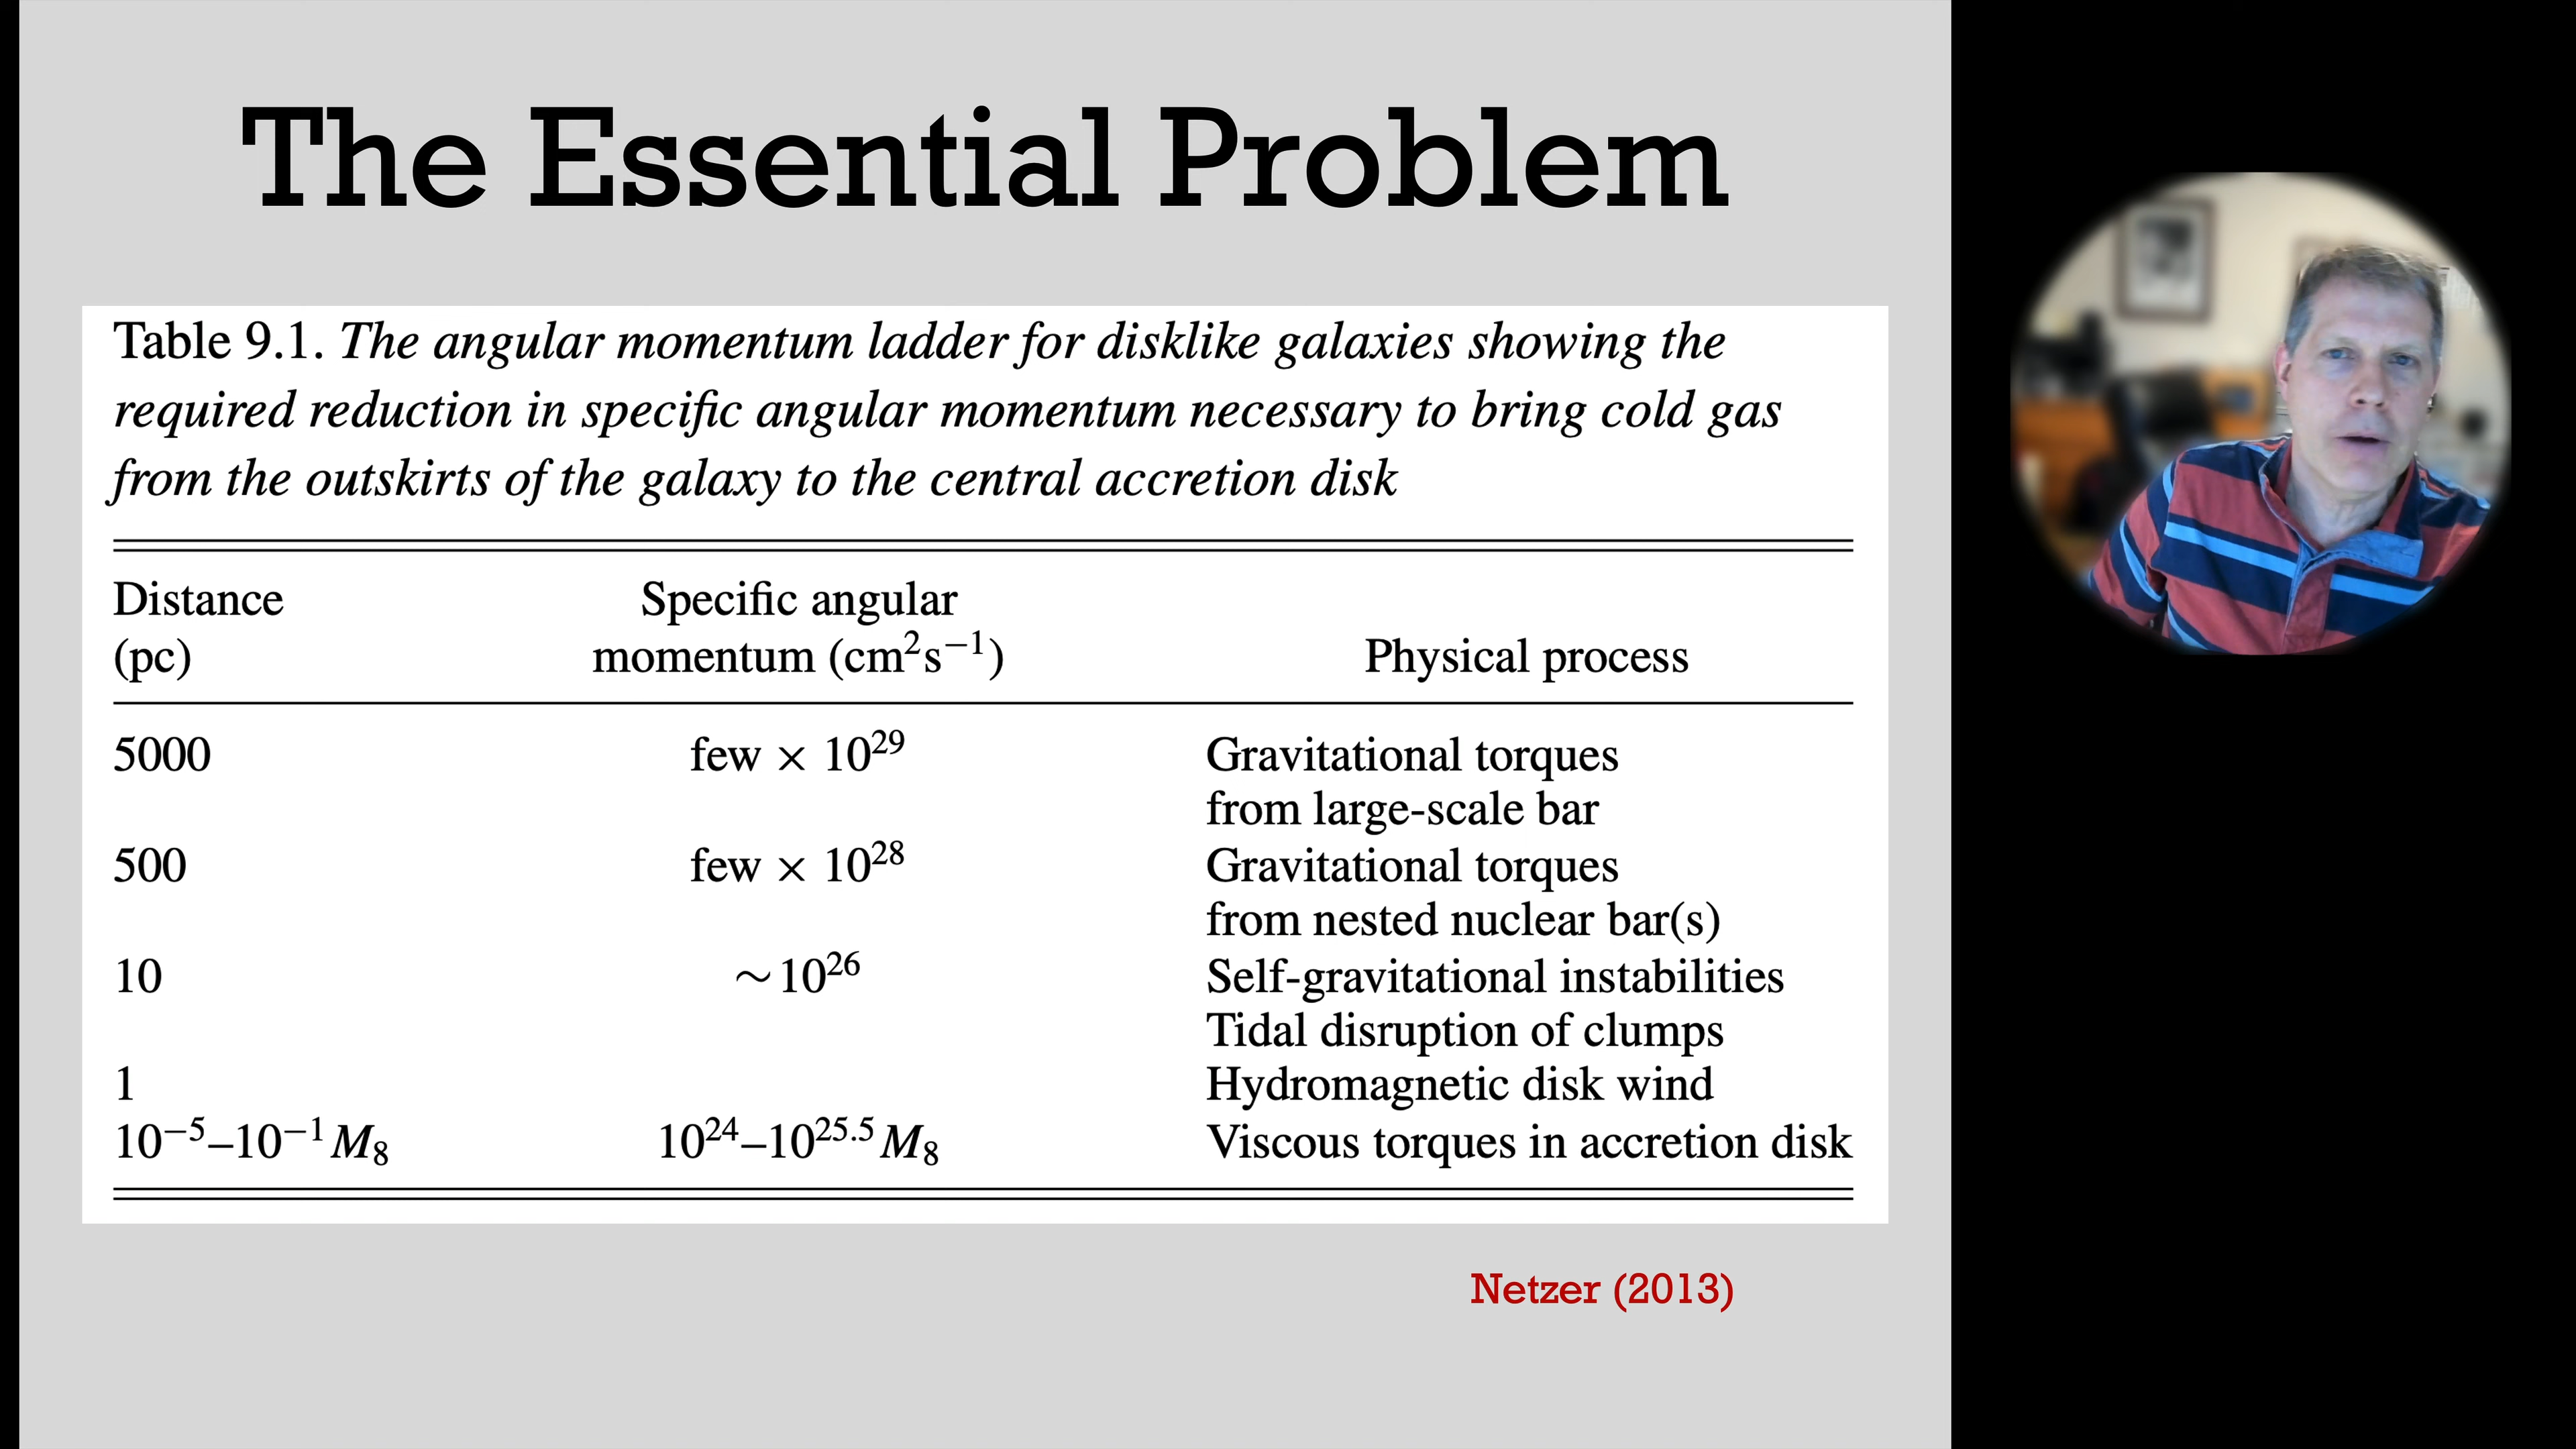 The Essential Problem
Table 9.1. The angular momentum ladder for disklike galaxies showing the
required reduction in specific angular momentum necessary to bring cold gas
from the outskirts of the galaxy to the central accretion disk
Distance
(pc)
Specific angular
momentum (cm²s⁻¹)
Physical process
5000 few × 10²⁹ Gravitational torques
from large-scale bar
500 few × 10²⁸ Gravitational torques
from nested nuclear bar(s)
10 ∼10²⁶ Self-gravitational instabilities
Tidal disruption of clumps
1 Hydromagnetic disk wind
10⁻⁵–10⁻¹M₈ 10²⁴–10²⁵·⁵M₈ Viscous torques in accretion disk
Netzer (2013)